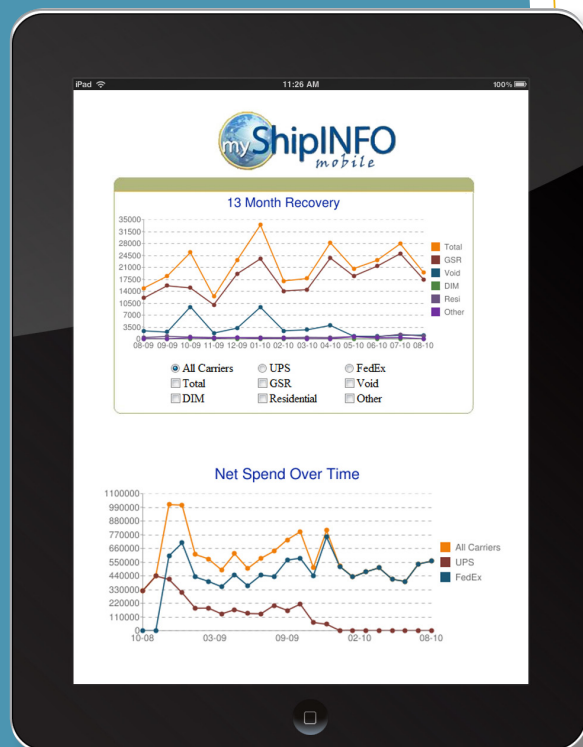 iPad 11:26 AM 100%
myShipINFO
mobile
13 Month Recovery
35000
31500
28000
24500
21000
17500
14000
10500
7000
3500
0
08-09 09-09 10-09 11-09 12-09 01-10 02-10 03-10 04-10 05-10 06-10 07-10 08-10
Total
GSR
Void
DIM
Resi
Other
All Carriers UPS FedEx
Total GSR Void
DIM Residential Other
Net Spend Over Time
1100000
990000
880000
770000
660000
550000
440000
330000
220000
110000
0
10-08 03-09 09-09 02-10 08-10
All Carriers
UPS
FedEx